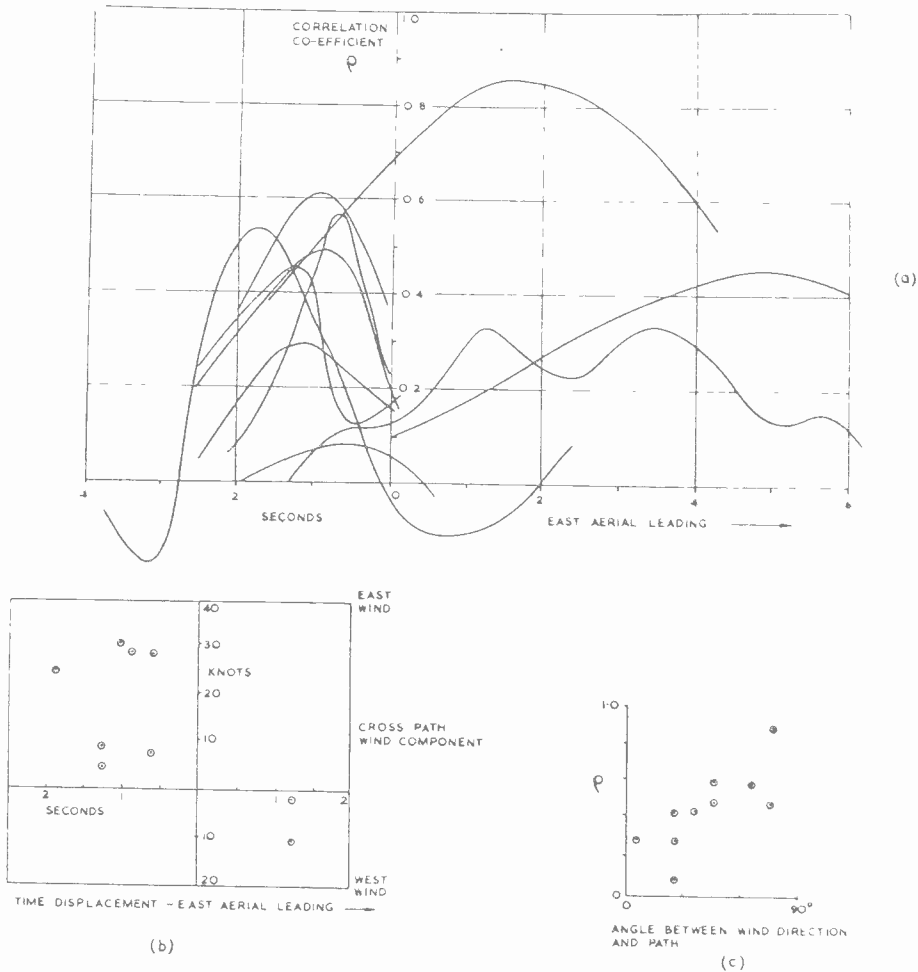 CORRELATION
CO-EFFICIENT
ρ
1.0
0.8
0.6
0.4
0.2
4
2
0
2
4
6
SECONDS
EAST AERIAL LEADING
(a)
EAST
WIND
40
30
KNOTS
20
10
CROSS PATH
WIND COMPONENT
2
1
1
2
SECONDS
10
20
WEST
WIND
TIME DISPLACEMENT - EAST AERIAL LEADING
(b)
1.0
ρ
0
0
90°
ANGLE BETWEEN WIND DIRECTION
AND PATH
(c)